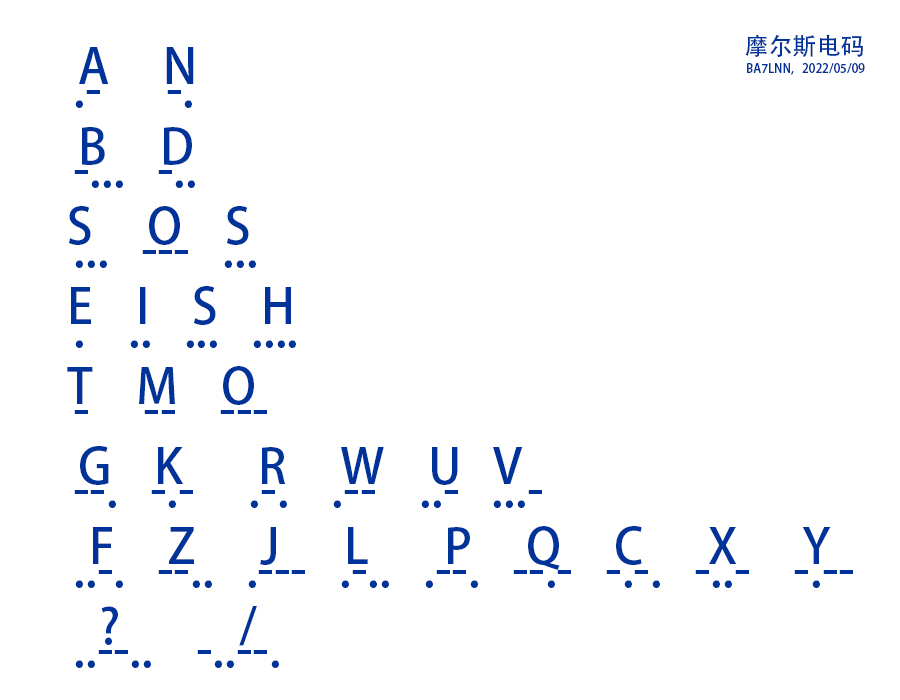 摩尔斯电码
BA7LNN, 2022/05/09
A N
B D
S O S
E I S H
T M O
G K R W U V
F Z J L P Q C X Y
? /